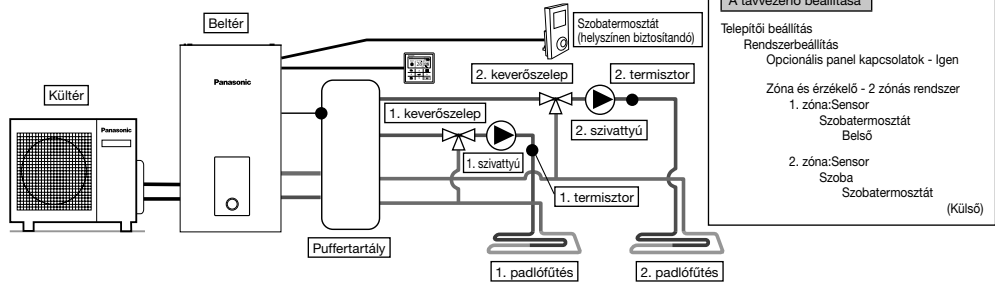 Kültér
Panasonic
Beltér
Panasonic
Szobatermosztát
(helyszínen biztosítandó)
2. keverőszelep
2. termisztor
1. keverőszelep
2. szivattyú
1. szivattyú
1. termisztor
Puffertartály
1. padlófűtés
2. padlófűtés
A távvezérlő beállítása
Telepítői beállítás
Rendszerbeállítás
Opcionális panel kapcsolatok - Igen
Zóna és érzékelő - 2 zónás rendszer
1. zóna:Sensor
Szobatermosztát
Belső
2. zóna:Sensor
Szoba
Szobatermosztát
(Külső)